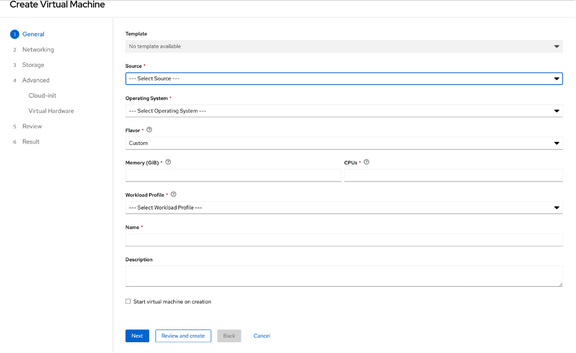 Create Virtual Machine
1 General
2 Networking
3 Storage
4 Advanced
Cloud-init
Virtual Hardware
5 Review
6 Result
Template
No template available
Source *
--- Select Source ---
Operating System *
--- Select Operating System ---
Flavor *
Custom
Memory (GiB) * CPUs *
Workload Profile *
--- Select Workload Profile ---
Name *
Description
Start virtual machine on creation
Next Review and create Back Cancel